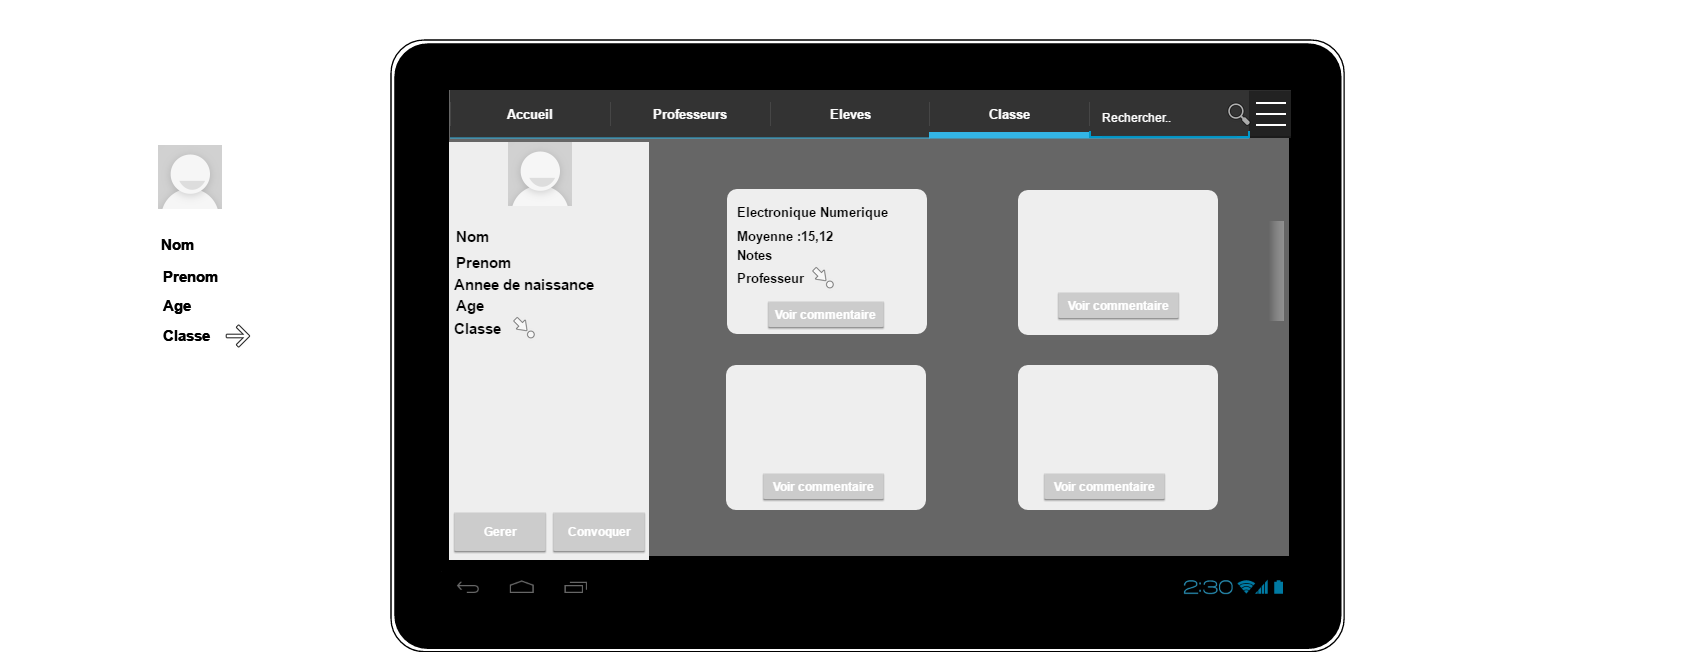 Nom
Prenom
Age
Classe
Accueil Professeurs Eleves Classe Rechercher..
Nom
Prenom
Annee de naissance
Age
Classe
Gerer Convoquer
Electronique Numerique
Moyenne :15,12
Notes
Professeur
Voir commentaire
Voir commentaire
Voir commentaire
Voir commentaire
2:30